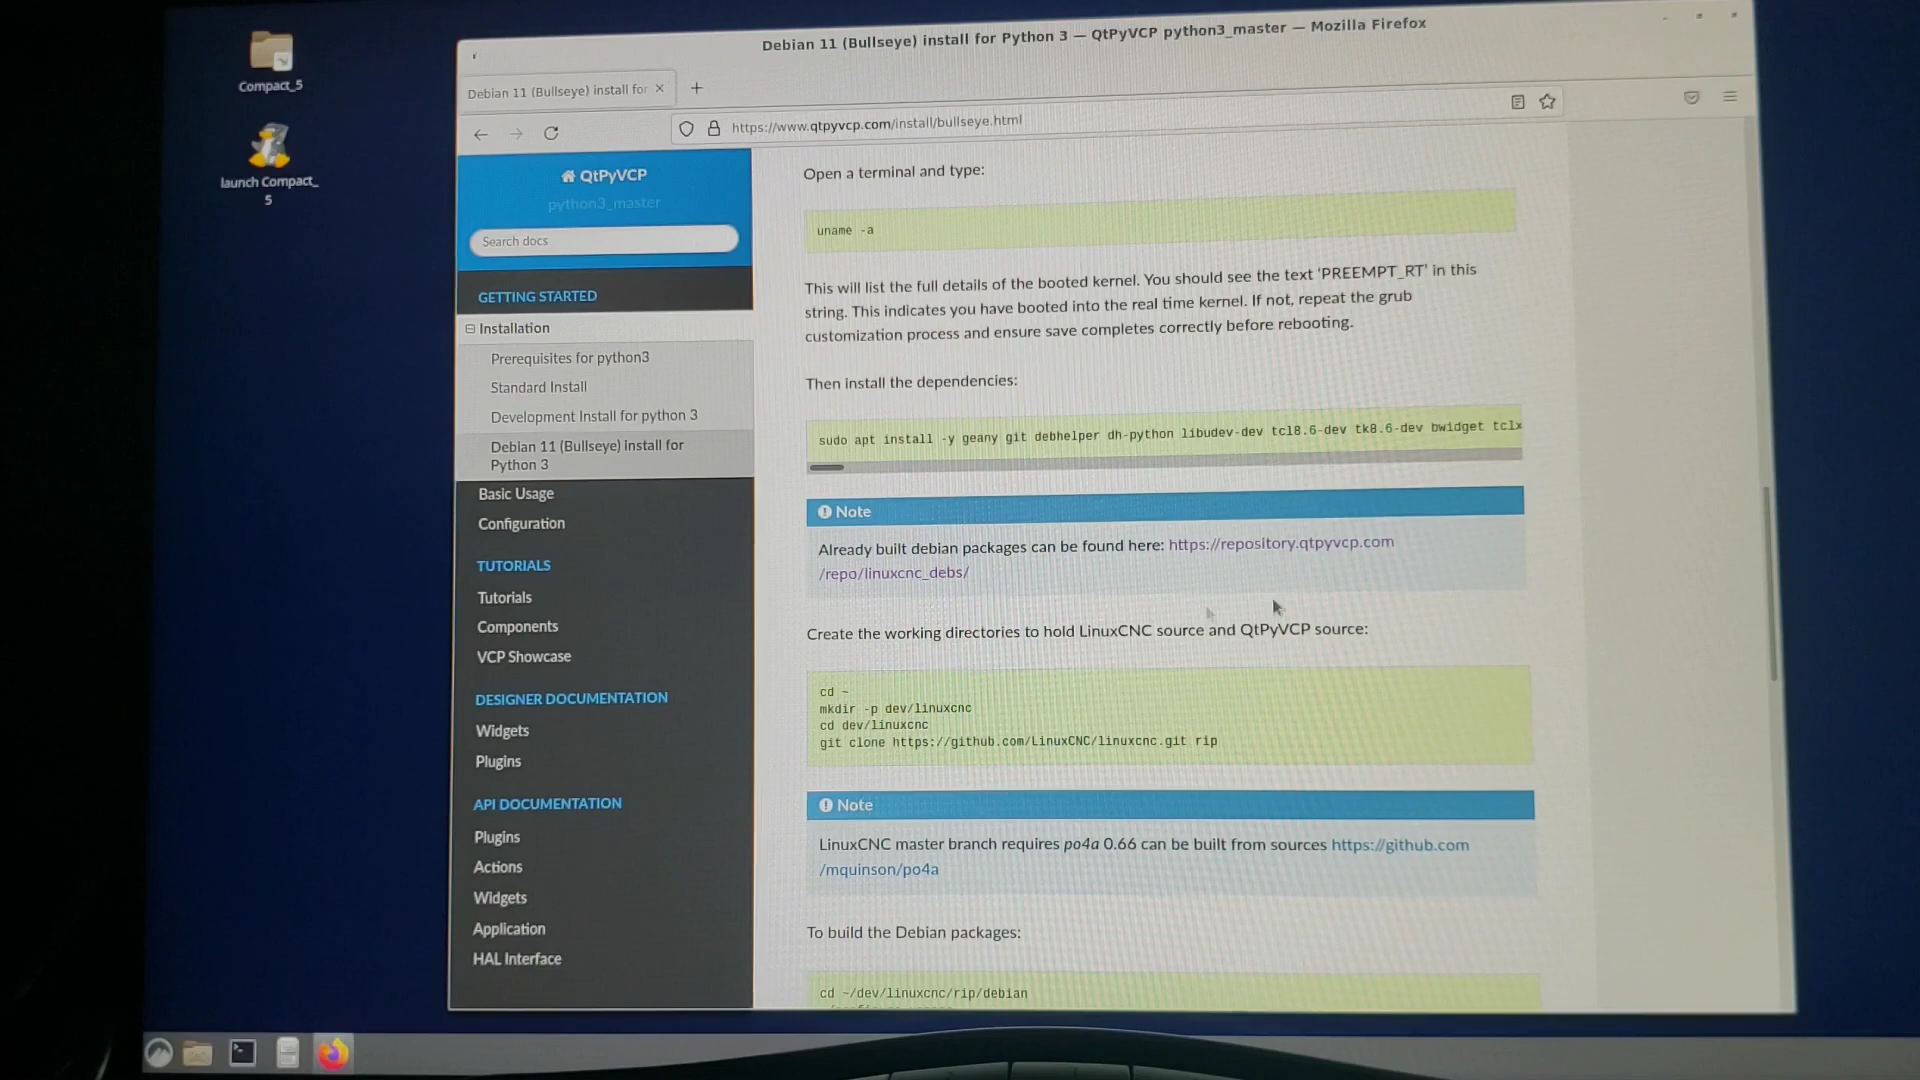 Compact_5
launch Compact_
5
Debian 11 (Bullseye) install for Python 3 — QtPyVCP python3_master — Mozilla Firefox
Debian 11 (Bullseye) install for
https://www.qtpyvcp.com/install/bullseye.html
QtPyVCP
python3_master
Search docs
GETTING STARTED
Installation
Prerequisites for python3
Standard Install
Development Install for python 3
Debian 11 (Bullseye) install for
Python 3
Basic Usage
Configuration
TUTORIALS
Tutorials
Components
VCP Showcase
DESIGNER DOCUMENTATION
Widgets
Plugins
API DOCUMENTATION
Plugins
Actions
Widgets
Application
HAL Interface
Open a terminal and type:
uname -a
This will list the full details of the booted kernel. You should see the text ‘PREEMPT_RT’ in this
string. This indicates you have booted into the real time kernel. If not, repeat the grub
customization process and ensure save completes correctly before rebooting.
Then install the dependencies:
sudo apt install -y geany git debhelper dh-python libudev-dev tcl8.6-dev tk8.6-dev bwidget tclx
Note
Already built debian packages can be found here: https://repository.qtpyvcp.com
/repo/linuxcnc_debs/
Create the working directories to hold LinuxCNC source and QtPyVCP source:
cd ~
mkdir -p dev/linuxcnc
cd dev/linuxcnc
git clone https://github.com/LinuxCNC/linuxcnc.git rip
Note
LinuxCNC master branch requires po4a 0.66 can be built from sources https://github.com
/mquinson/po4a
To build the Debian packages:
cd ~/dev/linuxcnc/rip/debian